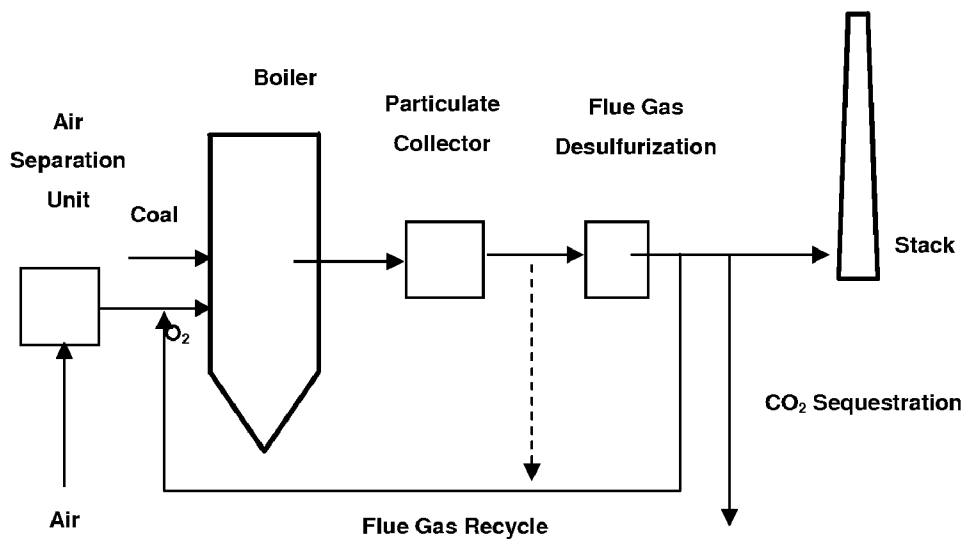 Boiler
Particulate
Collector
Flue Gas
Desulfurization
Air
Separation
Unit
Coal
Stack
O₂
CO₂ Sequestration
Air
Flue Gas Recycle